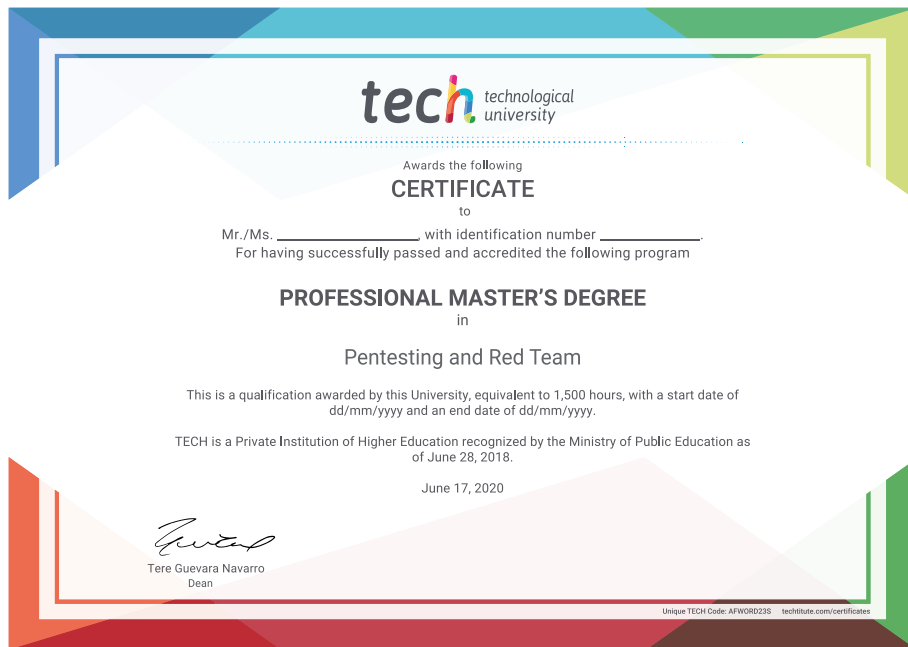 tech technological
university
Awards the following
CERTIFICATE
to
Mr./Ms. ____________, with identification number ____________.
For having successfully passed and accredited the following program
PROFESSIONAL MASTER'S DEGREE
in
Pentesting and Red Team
This is a qualification awarded by this University, equivalent to 1,500 hours, with a start date of
dd/mm/yyyy and an end date of dd/mm/yyyy.
TECH is a Private Institution of Higher Education recognized by the Ministry of Public Education as
of June 28, 2018.
June 17, 2020
Tere Guevara Navarro
Dean
Unique TECH Code: AFWORD23S techtitute.com/certificates